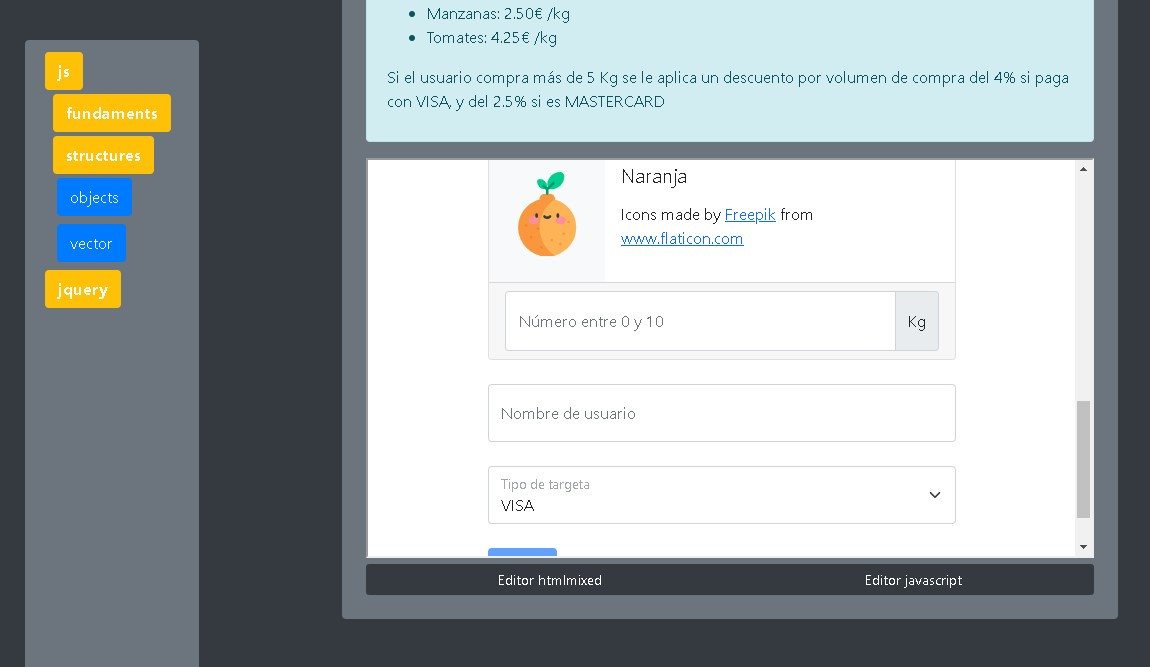 js
fundaments
structures
objects
vector
jquery
Manzanas: 2.50€ /kg
Tomates: 4.25€ /kg
Si el usuario compra más de 5 Kg se le aplica un descuento por volumen de compra del 4% si paga
con VISA, y del 2.5% si es MASTERCARD
Naranja
Icons made by Freepik from
www.flaticon.com
Número entre 0 y 10 Kg
Nombre de usuario
Tipo de targeta
VISA
Editor htmlmixed Editor javascript